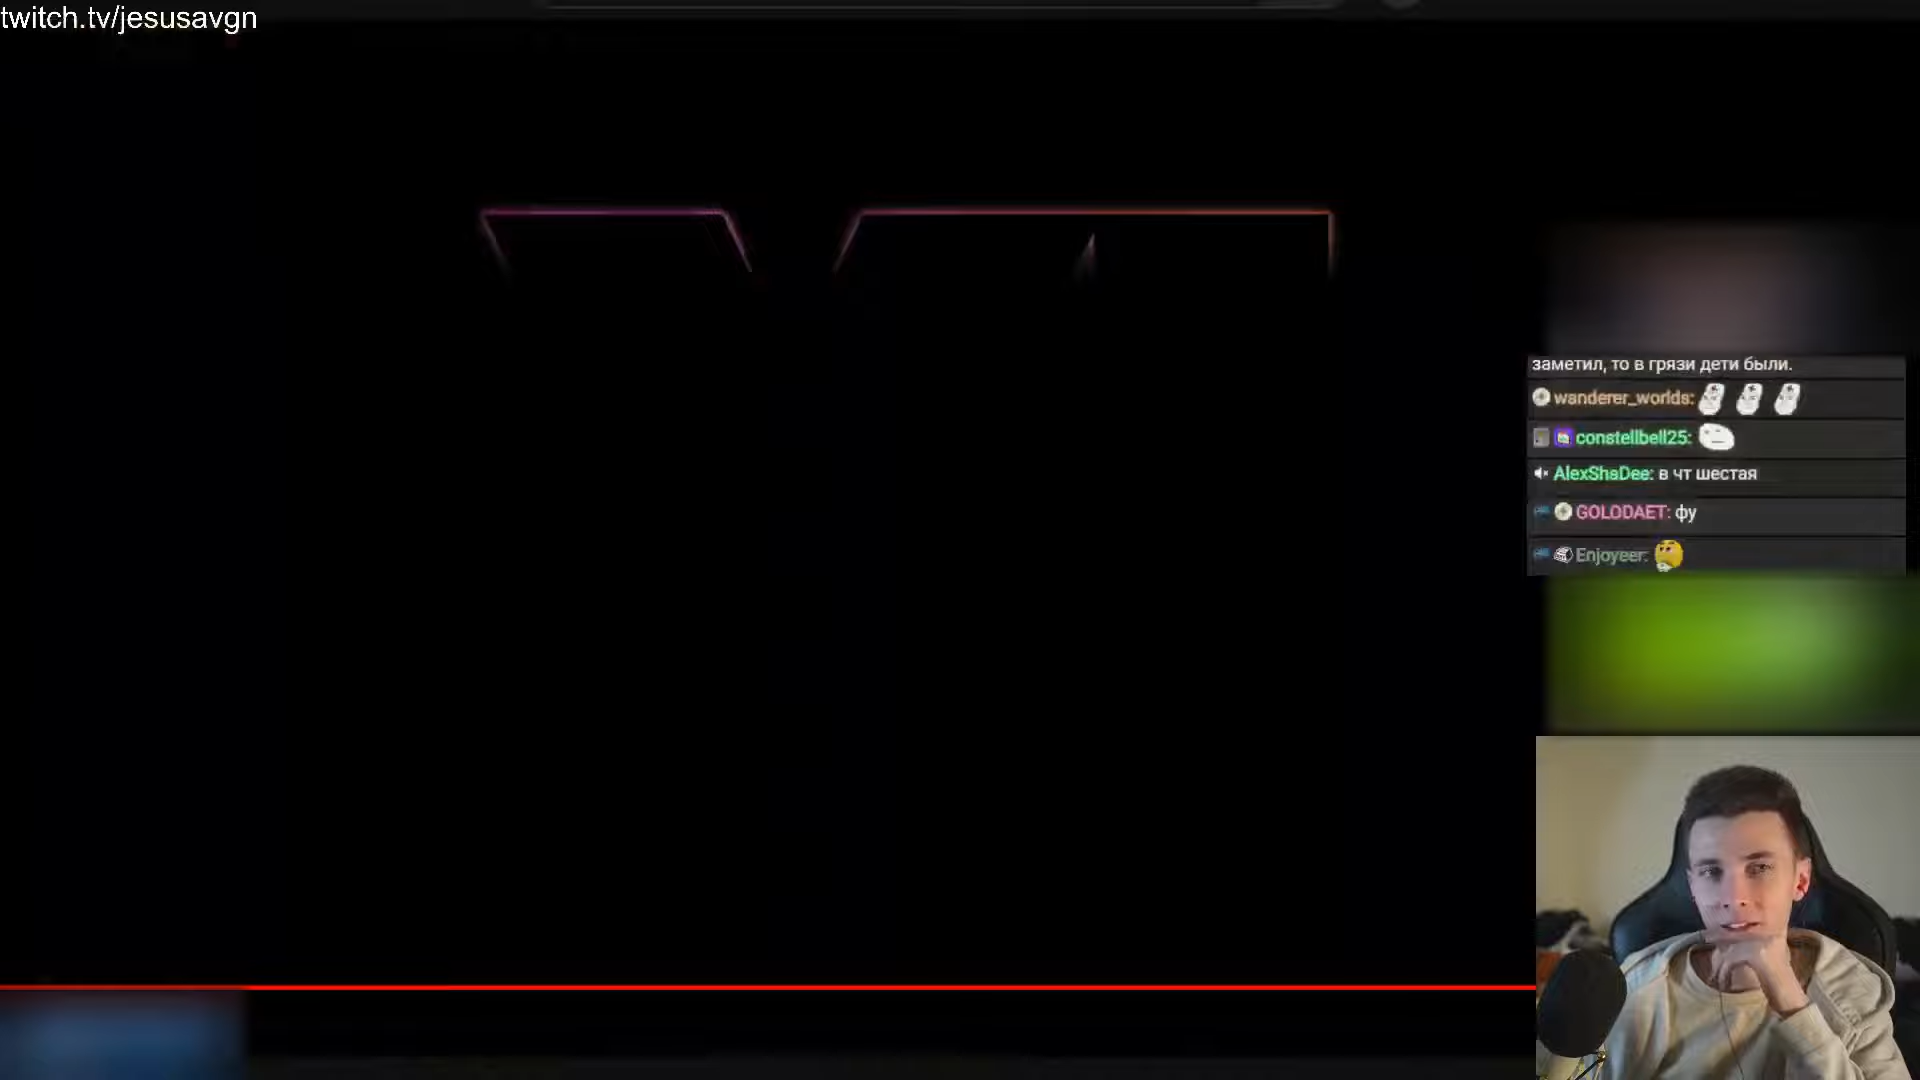 twitch.tv/jesusavgn
заметил, то в грязи дети были.
wanderer_worlds:
constellbell25:
AlexShaDee: в чт шестая
GOLODAET: фу
Enjoyeer: